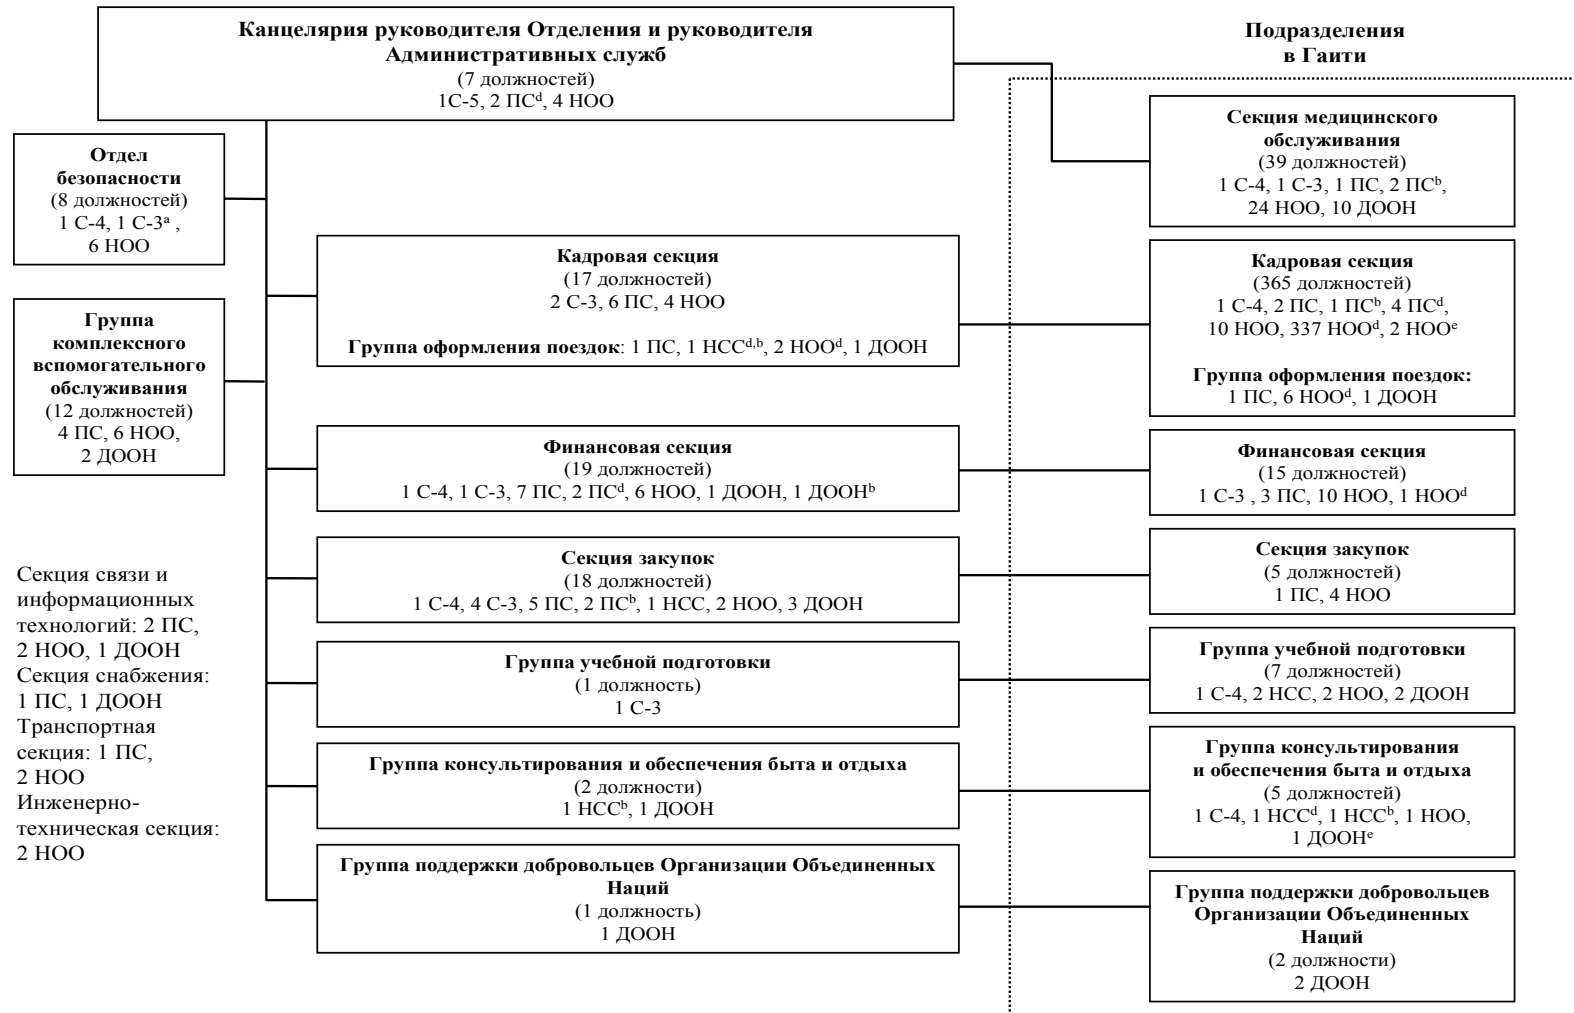 Канцелярия руководителя Отделения и руководителя
Административных служб
(7 должностей)
1С-5, 2 ПСᵈ, 4 НОО
Подразделения
в Гаити
Отдел
безопасности
(8 должностей)
1 С-4, 1 С-3ᵃ ,
6 НОО
Группа
комплексного
вспомогательного
обслуживания
(12 должностей)
4 ПС, 6 НОО,
2 ДООН
Секция связи и
информационных
технологий: 2 ПС,
2 НОО, 1 ДООН
Секция снабжения:
1 ПС, 1 ДООН
Транспортная
секция: 1 ПС,
2 НОО
Инженерно-
техническая секция:
2 НОО
Кадровая секция
(17 должностей)
2 С-3, 6 ПС, 4 НОО
Группа оформления поездок: 1 ПС, 1 НССᵈ,ᵇ, 2 НООᵈ, 1 ДООН
Финансовая секция
(19 должностей)
1 С-4, 1 С-3, 7 ПС, 2 ПСᵈ, 6 НОО, 1 ДООН, 1 ДООНᵇ
Секция закупок
(18 должностей)
1 С-4, 4 С-3, 5 ПС, 2 ПСᵇ, 1 НСС, 2 НОО, 3 ДООН
Группа учебной подготовки
(1 должность)
1 С-3
Группа консультирования и обеспечения быта и отдыха
(2 должности)
1 НССᵇ, 1 ДООН
Группа поддержки добровольцев Организации Объединенных
Наций
(1 должность)
1 ДООН
Секция медицинского
обслуживания
(39 должностей)
1 С-4, 1 С-3, 1 ПС, 2 ПСᵇ,
24 НОО, 10 ДООН
Кадровая секция
(365 должностей)
1 С-4, 2 ПС, 1 ПСᵇ, 4 ПСᵈ,
10 НОО, 337 НООᵈ, 2 НООᵉ
Группа оформления поездок:
1 ПС, 6 НООᵈ, 1 ДООН
Финансовая секция
(15 должностей)
1 С-3 , 3 ПС, 10 НОО, 1 НООᵈ
Секция закупок
(5 должностей)
1 ПС, 4 НОО
Группа учебной подготовки
(7 должностей)
1 С-4, 2 НСС, 2 НОО, 2 ДООН
Группа консультирования
и обеспечения быта и отдыха
(5 должностей)
1 С-4, 1 НССᵈ, 1 НССᵇ, 1 НОО,
1 ДООНᵉ
Группа поддержки добровольцев
Организации Объединенных
Наций
(2 должности)
2 ДООН